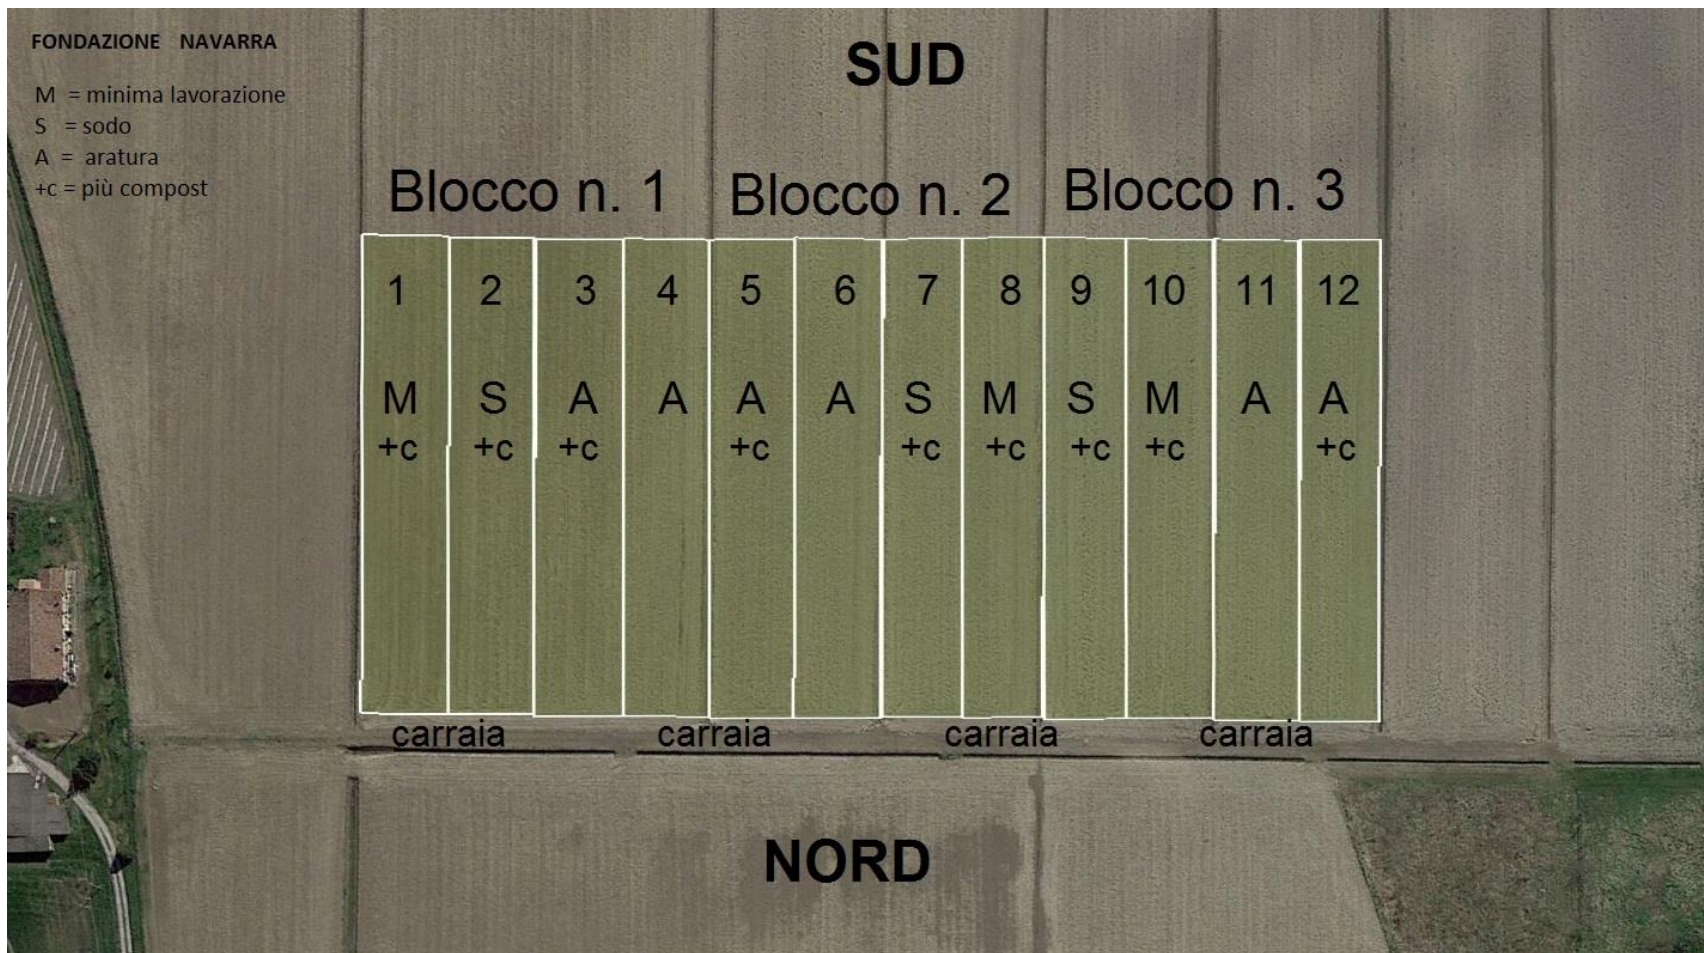 FONDAZIONE NAVARRA
M = minima lavorazione
S = sodo
A = aratura
+c = più compost
SUD
Blocco n. 1 Blocco n. 2 Blocco n. 3
1 2 3 4 5 6 7 8 9 10 11 12
M S A A A A S M S M A A
+c +c +c +c +c +c +c +c +c
carraia carraia carraia carraia
NORD